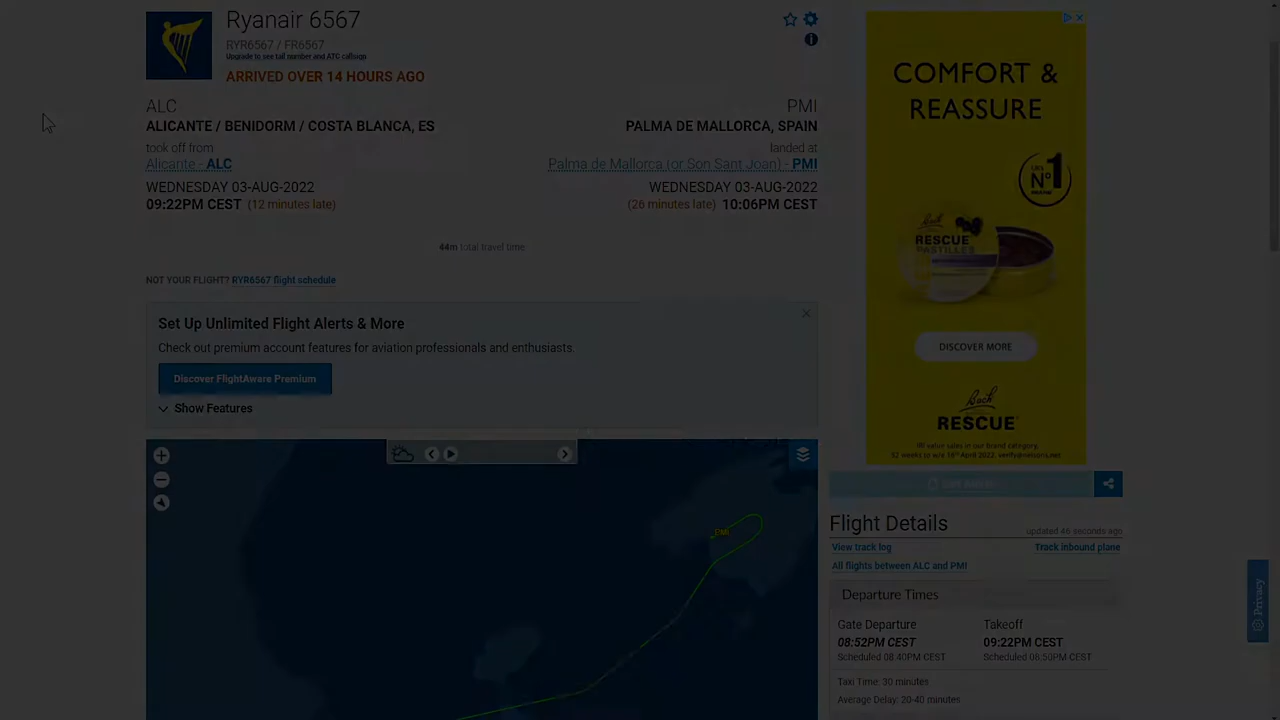 Ryanair 6567
RYR6567 / FR6567
Upgrade to see tail number and ATC callsign
ARRIVED OVER 14 HOURS AGO
ALC
PMI
ALICANTE / BENIDORM / COSTA BLANCA, ES
PALMA DE MALLORCA, SPAIN
took off from
landed at
Alicante - ALC
Palma de Mallorca (or Son Sant Joan) - PMI
WEDNESDAY 03-AUG-2022
WEDNESDAY 03-AUG-2022
09:22PM CEST (12 minutes late)
(26 minutes late) 10:06PM CEST
44m total travel time
NOT YOUR FLIGHT? RYR6567 flight schedule
Set Up Unlimited Flight Alerts & More
Check out premium account features for aviation professionals and enthusiasts.
Discover FlightAware Premium
Show Features
PMI
COMFORT &
REASSURE
Nº1
Bach
RESCUE
PASTILLES
DISCOVER MORE
Bach
RESCUE
Flight Details
updated 46 seconds ago
View track log
Track inbound plane
All flights between ALC and PMI
Departure Times
Gate Departure
Takeoff
08:52PM CEST
09:22PM CEST
Scheduled 08:40PM CEST
Scheduled 08:50PM CEST
Taxi Time: 30 minutes
Average Delay: 20-40 minutes
Privacy